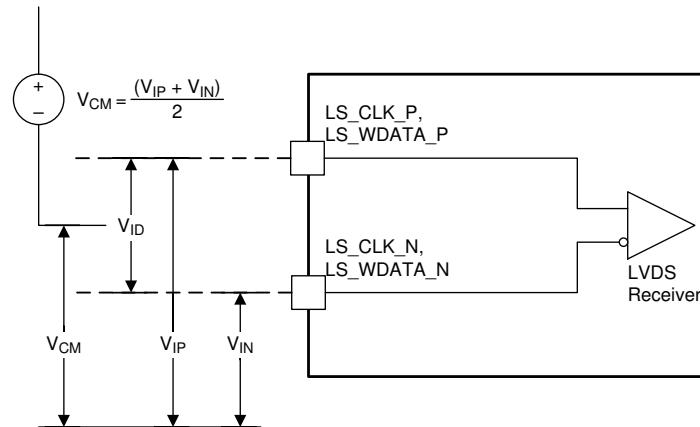 +
−
V_CM = (V_IP + V_IN)
2
LS_CLK_P,
LS_WDATA_P
V_ID
LS_CLK_N,
LS_WDATA_N
LVDS
Receiver
V_CM
V_IP
V_IN